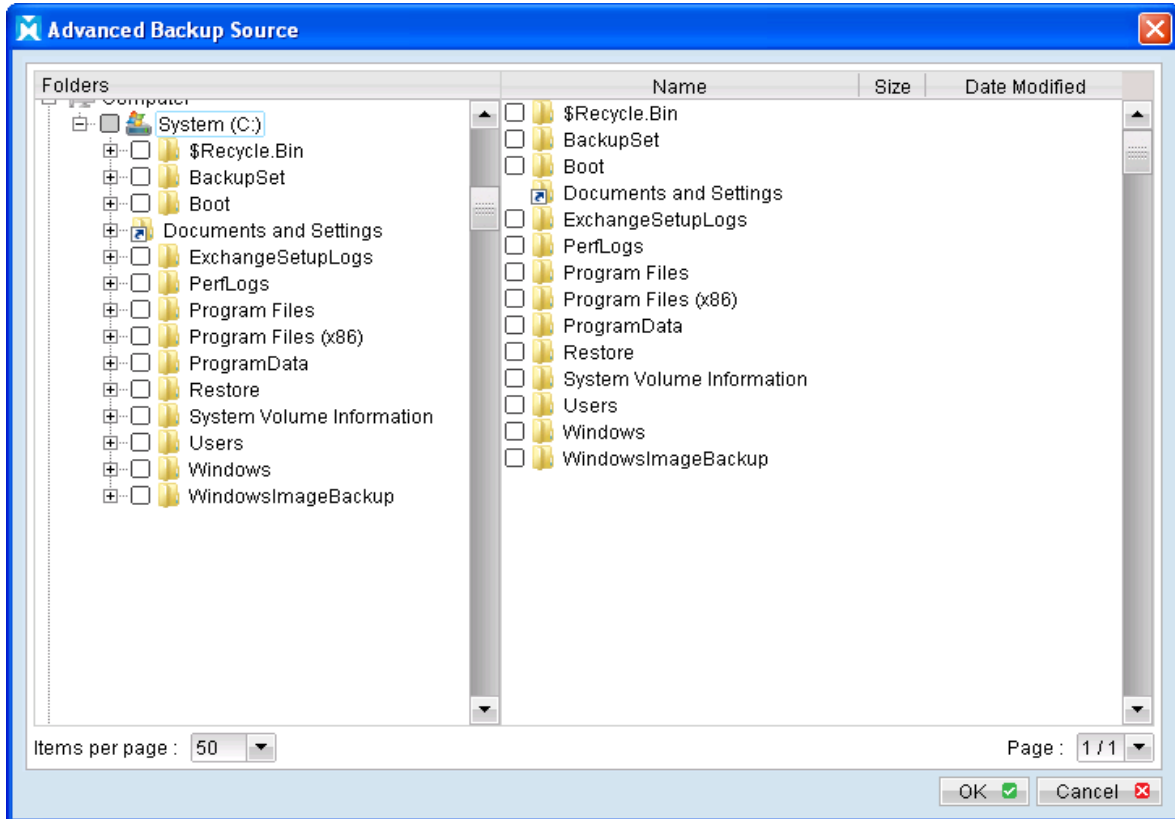 Advanced Backup Source
Folders
Name Size Date Modified
Computer
System (C:)
$Recycle.Bin
BackupSet
Boot
Documents and Settings
ExchangeSetupLogs
PerfLogs
Program Files
Program Files (x86)
ProgramData
Restore
System Volume Information
Users
Windows
WindowsImageBackup
$Recycle.Bin
BackupSet
Boot
Documents and Settings
ExchangeSetupLogs
PerfLogs
Program Files
Program Files (x86)
ProgramData
Restore
System Volume Information
Users
Windows
WindowsImageBackup
Items per page : 50
Page : 1 / 1
OK Cancel